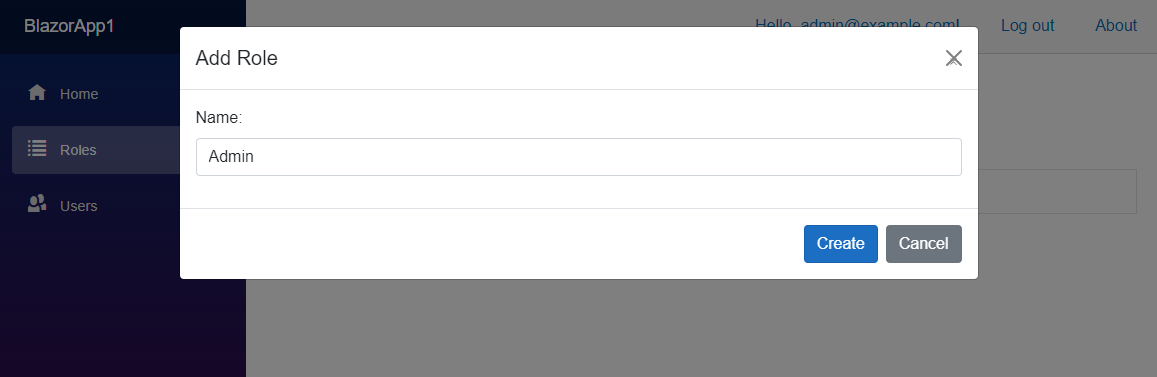 BlazorApp1
Hello, admin@example.com!
Log out
About
Add Role
Home
Name:
Roles
Admin
Users
Create
Cancel